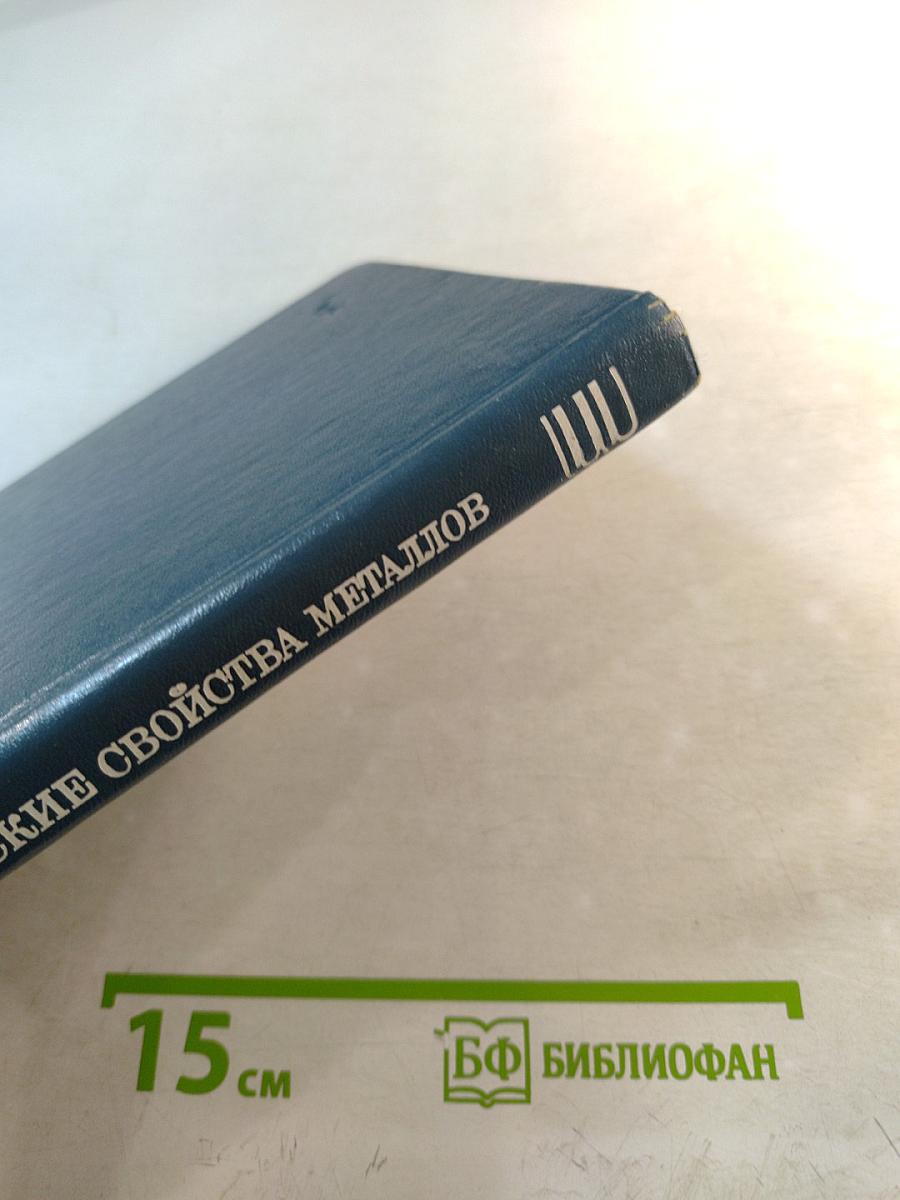 СКИЕ СВОЙСТВА МЕТАЛЛОВ
15 см
БФ БИБЛИОФАН